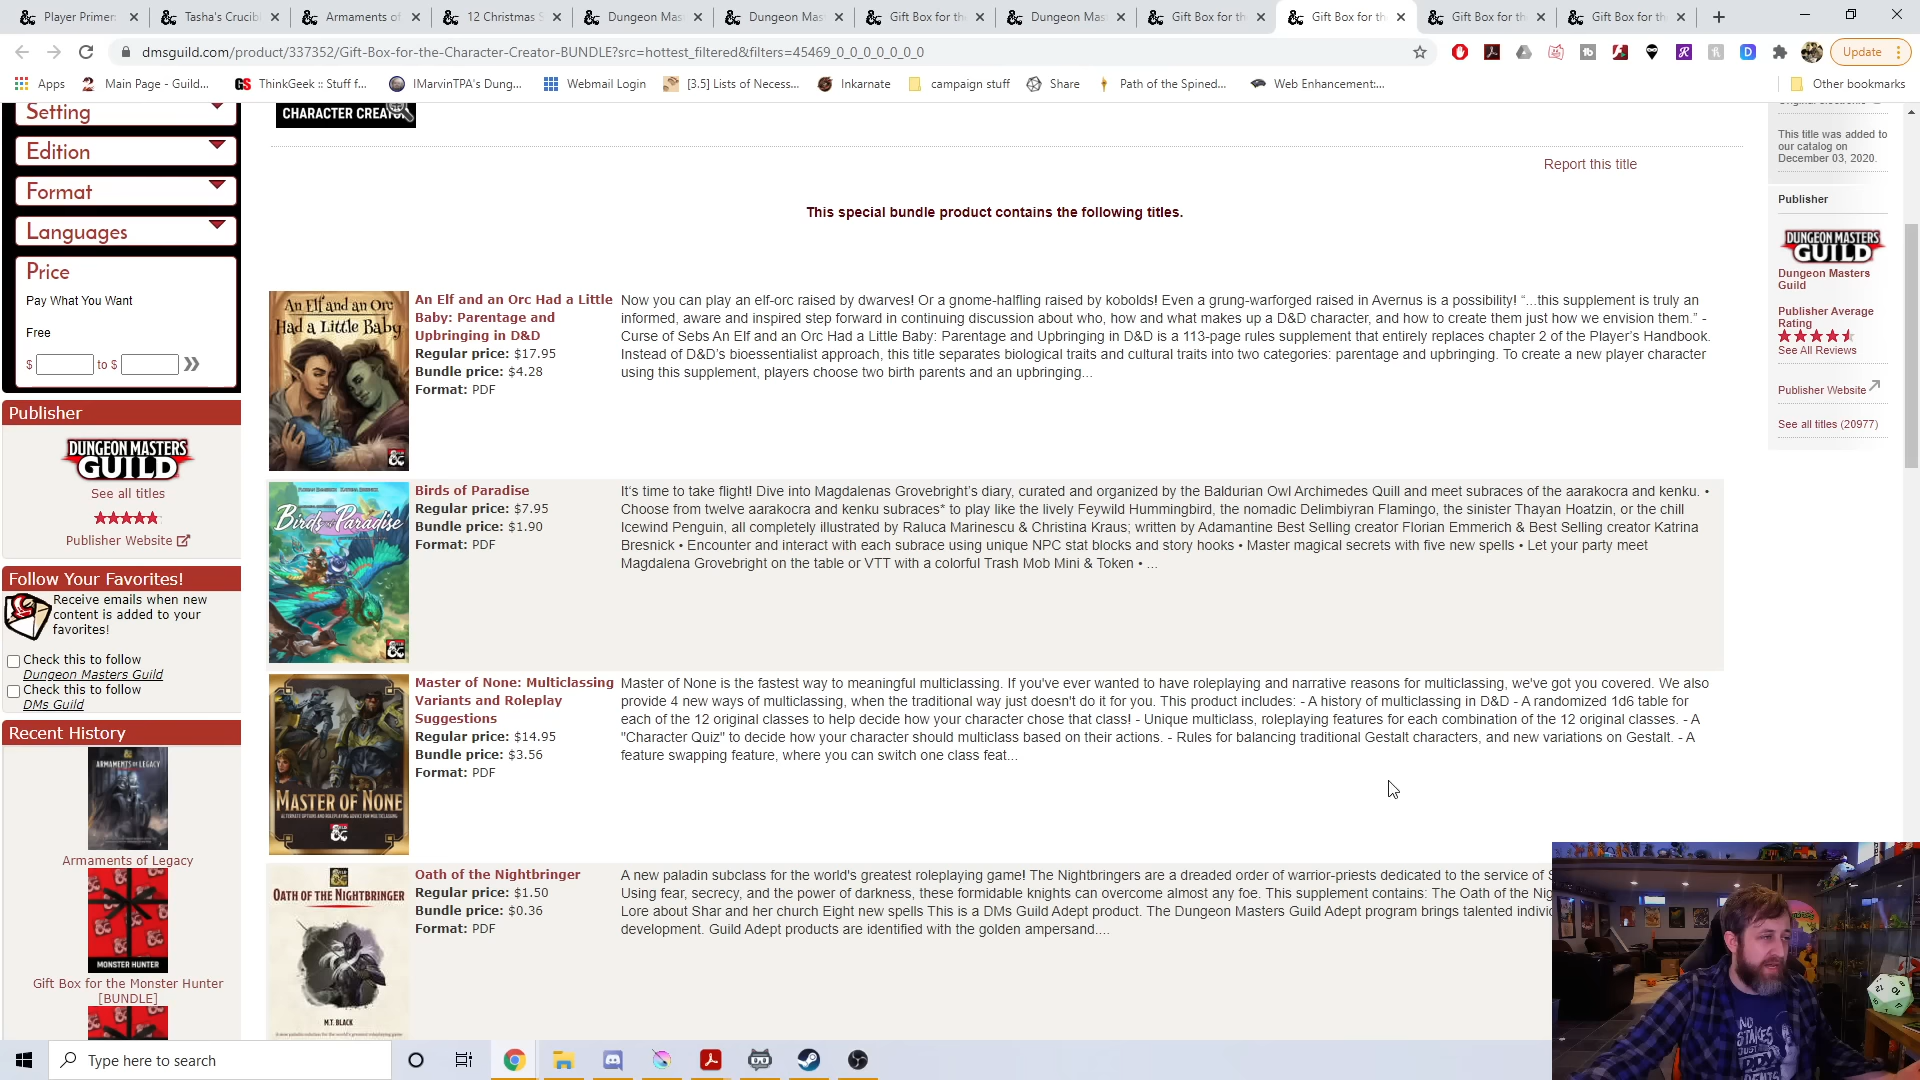 Player Primer
Tasha's Crucib
Armaments of
12 Christmas S
Dungeon Mas
Dungeon Mas
Gift Box for th
Dungeon Mas
Gift Box for th
Gift Box for th
Gift Box for th
Gift Box for th
dmsguild.com/product/337352/Gift-Box-for-the-Character-Creator-BUNDLE?src=hottest_filtered&filters=45469_0_0_0_0_0_0_0
Update
Apps
Main Page - Guild...
ThinkGeek :: Stuff f...
IMarvinTPA's Dung...
Webmail Login
[3.5] Lists of Necess...
Inkarnate
campaign stuff
Share
Path of the Spined...
Web Enhancement:...
Other bookmarks
Setting
Edition
Format
Languages
Price
Pay What You Want
Free
$ to $
Publisher
DUNGEON MASTERS
GUILD
See all titles
Publisher Website
Follow Your Favorites!
Receive emails when new
content is added to your
favorites!
Check this to follow
Dungeon Masters Guild
Check this to follow
DMs Guild
Recent History
ARMAMENTS OF LEGACY
Armaments of Legacy
MONSTER HUNTER
Gift Box for the Monster Hunter
[BUNDLE]
CHARACTER CREATOR
Report this title
This special bundle product contains the following titles.
An Elf and an Orc
Had a Little Baby
An Elf and an Orc Had a Little
Baby: Parentage and
Upbringing in D&D
Regular price: $17.95
Bundle price: $4.28
Format: PDF
Now you can play an elf-orc raised by dwarves! Or a gnome-halfling raised by kobolds! Even a grung-warforged raised in Avernus is a possibility! “...this supplement is truly an
informed, aware and inspired step forward in continuing discussion about who, how and what makes up a D&D character, and how to create them just how we envision them.” -
Curse of Sebs An Elf and an Orc Had a Little Baby: Parentage and Upbringing in D&D is a 113-page rules supplement that entirely replaces chapter 2 of the Player’s Handbook.
Instead of D&D’s bioessentialist approach, this title separates biological traits and cultural traits into two categories: parentage and upbringing. To create a new player character
using this supplement, players choose two birth parents and an upbringing...
Birds of Paradise
Birds of Paradise
Regular price: $7.95
Bundle price: $1.90
Format: PDF
It's time to take flight! Dive into Magdalenas Grovebright's diary, curated and organized by the Baldurian Owl Archimedes Quill and meet subraces of the aarakocra and kenku. •
Choose from twelve aarakocra and kenku subraces* to play like the lively Feywild Hummingbird, the nomadic Delimbiyran Flamingo, the sinister Thayan Hoatzin, or the chill
Icewind Penguin, all completely illustrated by Raluca Marinescu & Christina Kraus; written by Adamantine Best Selling creator Florian Emmerich & Best Selling creator Katrina
Bresnick • Encounter and interact with each subrace using unique NPC stat blocks and story hooks • Master magical secrets with five new spells • Let your party meet
Magdalena Grovebright on the table or VTT with a colorful Trash Mob Mini & Token • ...
MASTER OF NONE
Master of None: Multiclassing
Variants and Roleplay
Suggestions
Regular price: $14.95
Bundle price: $3.56
Format: PDF
Master of None is the fastest way to meaningful multiclassing. If you've ever wanted to have roleplaying and narrative reasons for multiclassing, we've got you covered. We also
provide 4 new ways of multiclassing, when the traditional way just doesn't do it for you. This product includes: - A history of multiclassing in D&D - A randomized 1d6 table for
each of the 12 original classes to help decide how your character chose that class! - Unique multiclass, roleplaying features for each combination of the 12 original classes. - A
"Character Quiz" to decide how your character should multiclass based on their actions. - Rules for balancing traditional Gestalt characters, and new variations on Gestalt. - A
feature swapping feature, where you can switch one class feat...
OATH OF THE NIGHTBRINGER
M.T. BLACK
Oath of the Nightbringer
Regular price: $1.50
Bundle price: $0.36
Format: PDF
A new paladin subclass for the world's greatest roleplaying game! The Nightbringers are a dreaded order of warrior-priests dedicated to the service of S
Using fear, secrecy, and the power of darkness, these formidable knights can overcome almost any foe. This supplement contains: The Oath of the Nig
Lore about Shar and her church Eight new spells This is a DMs Guild Adept product. The Dungeon Masters Guild Adept program brings talented indivi
development. Guild Adept products are identified with the golden ampersand....
This title was added to
our catalog on
December 03, 2020.
Publisher
DUNGEON MASTERS
GUILD
Dungeon Masters
Guild
Publisher Average
Rating
See All Reviews
Publisher Website
See all titles (20977)
NO
STAKES
JUST
Type here to search